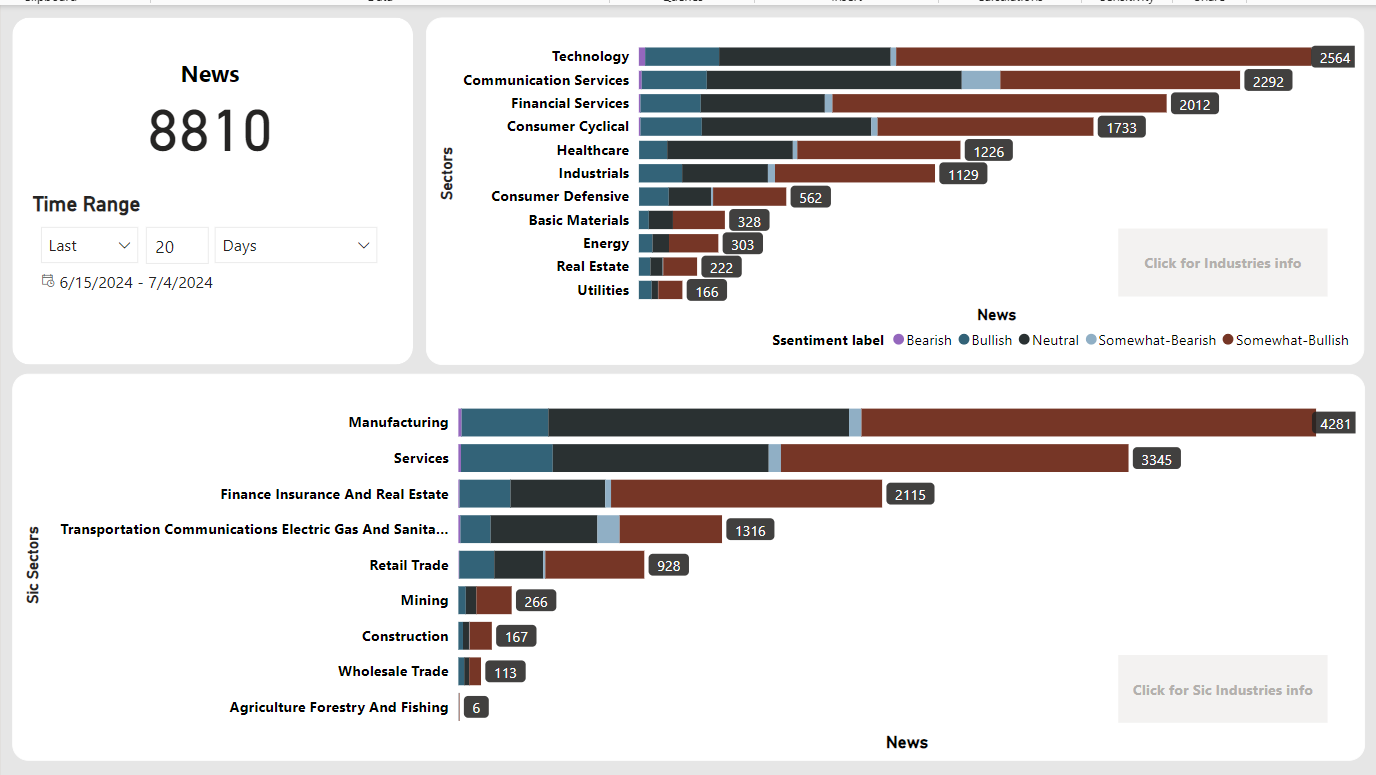 News
8810
Time Range
Last 20 Days
6/15/2024 - 7/4/2024
Sectors
Technology 2564
Communication Services 2292
Financial Services 2012
Consumer Cyclical 1733
Healthcare 1226
Industrials 1129
Consumer Defensive 562
Basic Materials 328
Energy 303
Real Estate 222
Utilities 166
Click for Industries info
News
Ssentiment label Bearish Bullish Neutral Somewhat-Bearish Somewhat-Bullish
Sic Sectors
Manufacturing 4281
Services 3345
Finance Insurance And Real Estate 2115
Transportation Communications Electric Gas And Sanita... 1316
Retail Trade 928
Mining 266
Construction 167
Wholesale Trade 113
Agriculture Forestry And Fishing 6
Click for Sic Industries info
News